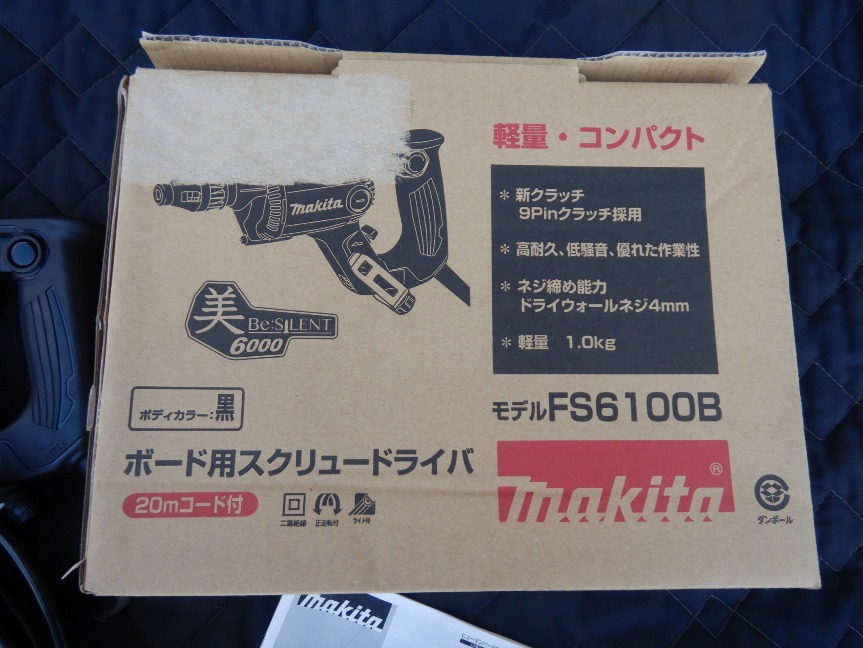 軽量・コンパクト
makita
* 新クラッチ
9Pinクラッチ採用
* 高耐久、低騒音、優れた作業性
* ネジ締め能力
ドライウォールネジ4mm
* 軽量 1.0kg
美 Be:SILENT
6000
ボディカラー:黒
モデルFS6100B
ボード用スクリュードライバ
makita®
20mコード付
二重絶縁
正逆転付
ライト付
ダンボール
makita